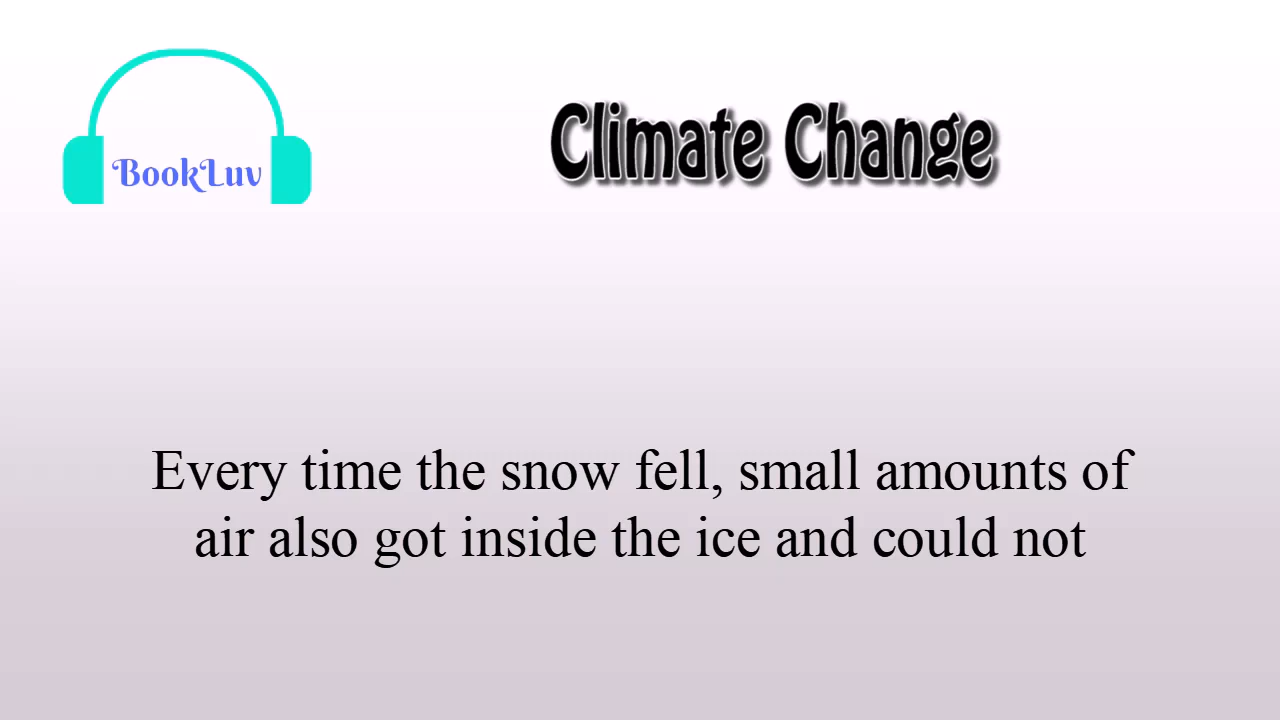 BookLuv
Climate Change
Every time the snow fell, small amounts of
air also got inside the ice and could not